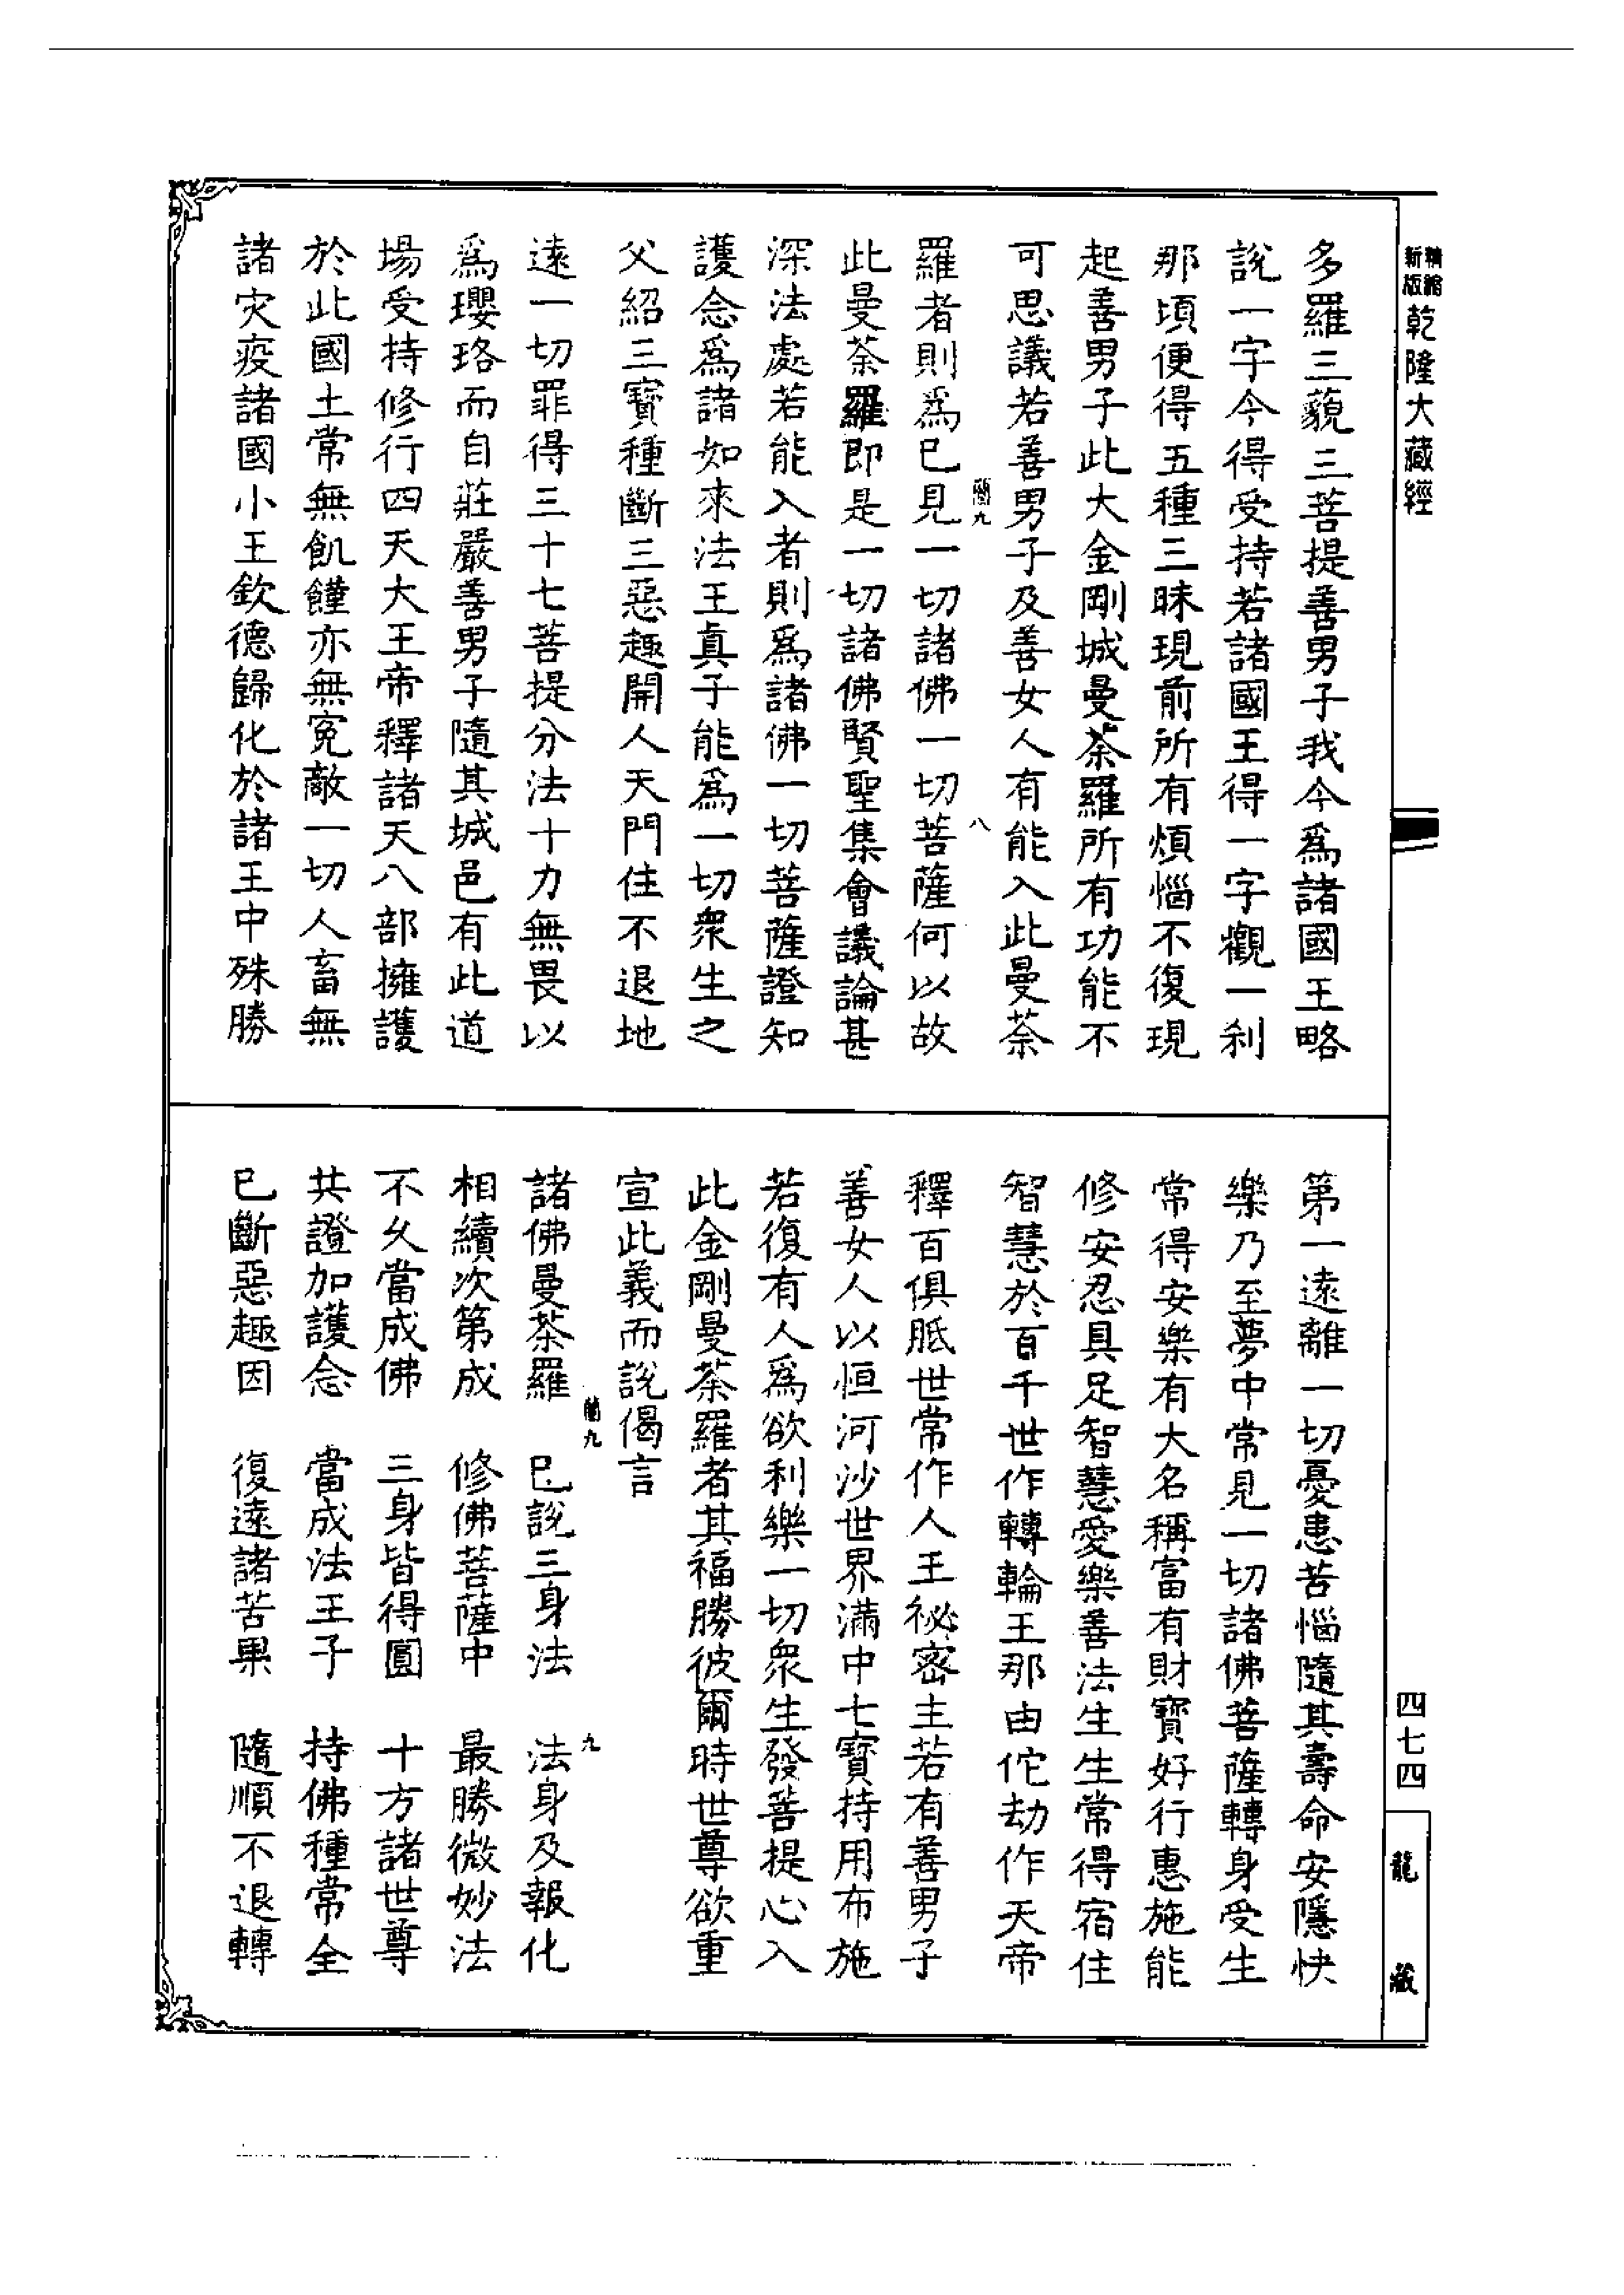 精縮
新版
乾隆大藏經
多羅三藐三菩提善男子我今爲諸國王略
說一字今得受持若諸國王得一字觀一刹
那頃便得五種三昧現前所有煩惱不復現
起善男子此大金剛城曼荼羅所有功能不
可思議若善男子及善女人有能入此曼荼
蘭九
八
羅者則爲已見一切諸佛一切菩薩何以故
此曼荼羅即是一切諸佛賢聖集會議論甚
深法處若能入者則爲諸佛一切菩薩證知
護念爲諸如來法王真子能爲一切衆生之
父紹三寶種斷三惡趣開人天門住不退地
遠一切罪得三十七菩提分法十力無畏以
爲瓔珞而自莊嚴善男子隨其城邑有此道
場受持修行四天大王帝釋諸天八部擁護
於此國土常無飢饉亦無寃敵一切人畜無
諸灾疫諸國小王欽德歸化於諸王中殊勝
第一遠離一切憂患苦惱隨其壽命安隱快
樂乃至夢中常見一切諸佛菩薩轉身受生
常得安樂有大名稱富有財寶好行惠施能
修安忍具足智慧愛樂善法生生常得宿住
智慧於百千世作轉輪王那由佗劫作天帝
釋百俱胝世常作人王祕密主若有善男子
善女人以恒河沙世界滿中七寶持用布施
若復有人爲欲利樂一切衆生發菩提心入
此金剛曼荼羅者其福勝彼爾時世尊欲重
宣此義而說偈言
蘭九
九
諸佛曼荼羅　已說三身法　法身及報化
相續次第成　修佛菩薩中　最勝微妙法
不久當成佛　三身皆得圓　十方諸世尊
共證加護念　當成法王子　持佛種常全
已斷惡趣因　復遠諸苦果　隨順不退轉
四七四
龍藏